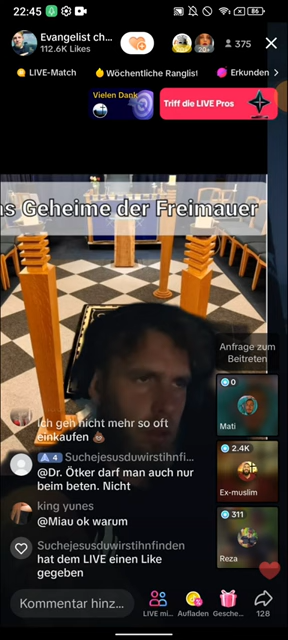 22:45
86
Evangelist ch...
112.6K Likes
20+
375
LIVE-Match
Wöchentliche Ranglist
Erkunden
Vielen Dank
Triff die LIVE Pros
as Geheime der Freimauer
Anfrage zum
Beitreten
0
Mati
2.4K
Ex-muslim
311
Reza
Ich geh nicht mehr so oft
einkaufen 💩
4 Suchejesusduwirstihnfi...
@Dr. Ötker darf man auch nur
beim beten. Nicht
king yunes
@Miau ok warum
Suchejesusduwirstihnfinden
hat dem LIVE einen Like
gegeben
Kommentar hinz...
LIVE mi...
Aufladen
Gesche...
128